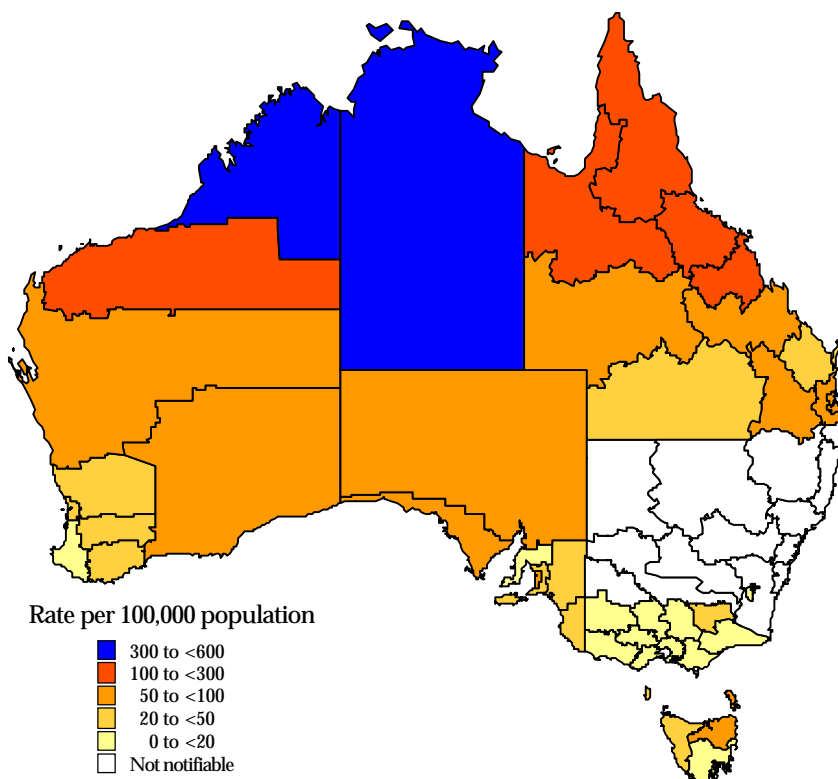 Rate per 100,000 population
300 to <600
100 to <300
50 to <100
20 to <50
0 to <20
Not notifiable